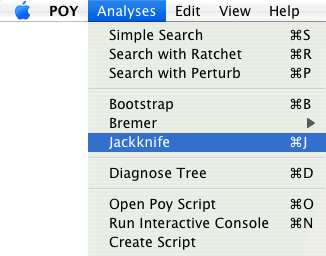 POY Analyses Edit View Help
Simple Search ⌘S
Search with Ratchet ⌘R
Search with Perturb ⌘P
Bootstrap ⌘B
Bremer ▶
Jackknife ⌘J
Diagnose Tree ⌘D
Open Poy Script ⌘O
Run Interactive Console ⌘N
Create Script